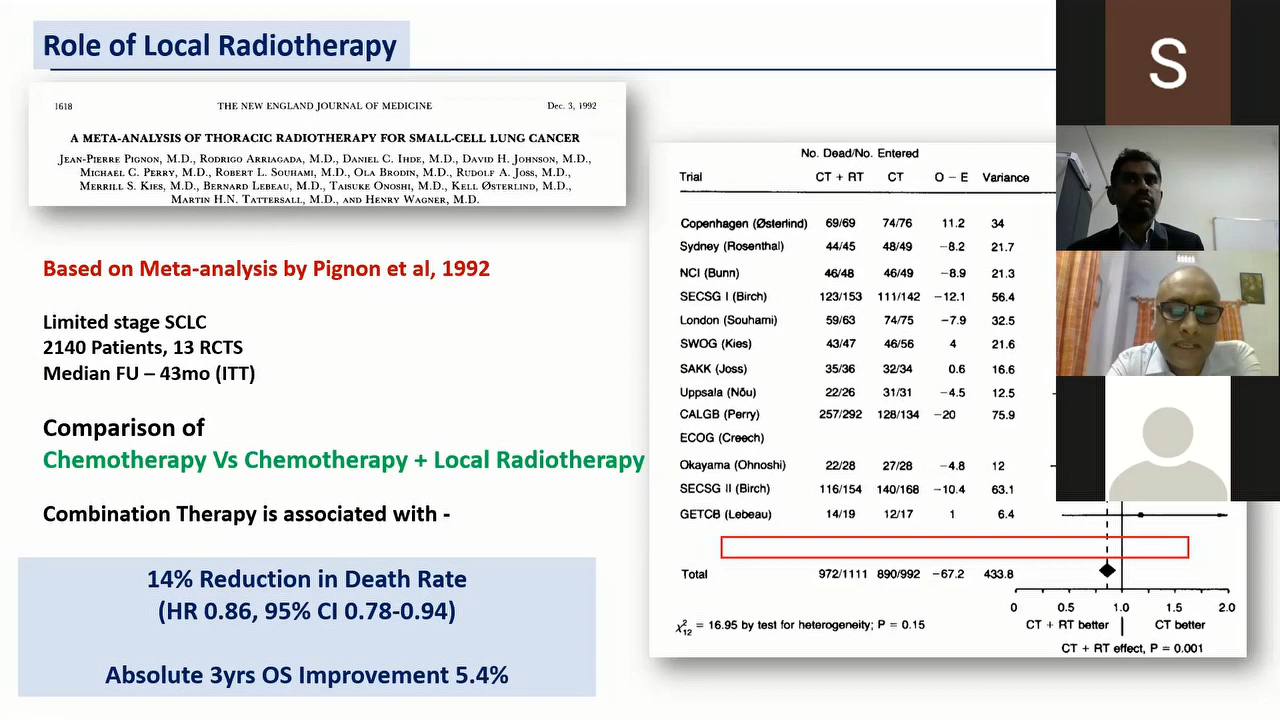 Role of Local Radiotherapy
1618 THE NEW ENGLAND JOURNAL OF MEDICINE Dec. 3, 1992
A META-ANALYSIS OF THORACIC RADIOTHERAPY FOR SMALL-CELL LUNG CANCER
JEAN-PIERRE PIGNON, M.D., RODRIGO ARRIAGADA, M.D., DANIEL C. IHDE, M.D., DAVID H. JOHNSON, M.D.,
MICHAEL C. PERRY, M.D., ROBERT L. SOUHAMI, M.D., OLA BRODIN, M.D., RUDOLF A. JOSS, M.D.,
MERRILL S. KIES, M.D., BERNARD LEBEAU, M.D., TAISUKE ONOSHI, M.D., KELL ØSTERLIND, M.D.,
MARTIN H.N. TATTERSALL, M.D., AND HENRY WAGNER, M.D.
Based on Meta-analysis by Pignon et al, 1992
Limited stage SCLC
2140 Patients, 13 RCTS
Median FU – 43mo (ITT)
Comparison of
Chemotherapy Vs Chemotherapy + Local Radiotherapy
Combination Therapy is associated with -
14% Reduction in Death Rate
(HR 0.86, 95% CI 0.78-0.94)
Absolute 3yrs OS Improvement 5.4%
No. Dead/No. Entered
Trial CT + RT CT O – E Variance
Copenhagen (Østerlind) 69/69 74/76 11.2 34
Sydney (Rosenthal) 44/45 48/49 –8.2 21.7
NCI (Bunn) 46/48 46/49 –8.9 21.3
SECSG I (Birch) 123/153 111/142 –12.1 56.4
London (Souhami) 59/63 74/75 –7.9 32.5
SWOG (Kies) 43/47 46/56 4 21.6
SAKK (Joss) 35/36 32/34 0.6 16.6
Uppsala (Nõu) 22/26 31/31 –4.5 12.5
CALGB (Perry) 257/292 128/134 –20 75.9
ECOG (Creech)
Okayama (Ohnoshi) 22/28 27/28 –4.8 12
SECSG II (Birch) 116/154 140/168 –10.4 63.1
GETCB (Lebeau) 14/19 12/17 1 6.4
Total 972/1111 890/992 –67.2 433.8
0 0.5 1.0 1.5 2.0
CT + RT better CT better
χ²₁₂ = 16.95 by test for heterogeneity; P = 0.15
CT + RT effect, P = 0.001
S